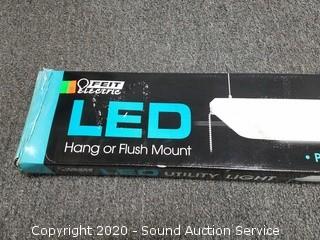 FEIT
electric
LED
Hang or Flush Mount
• P
LED UTILITY LIGHT
Copyright 2020 - Sound Auction Service